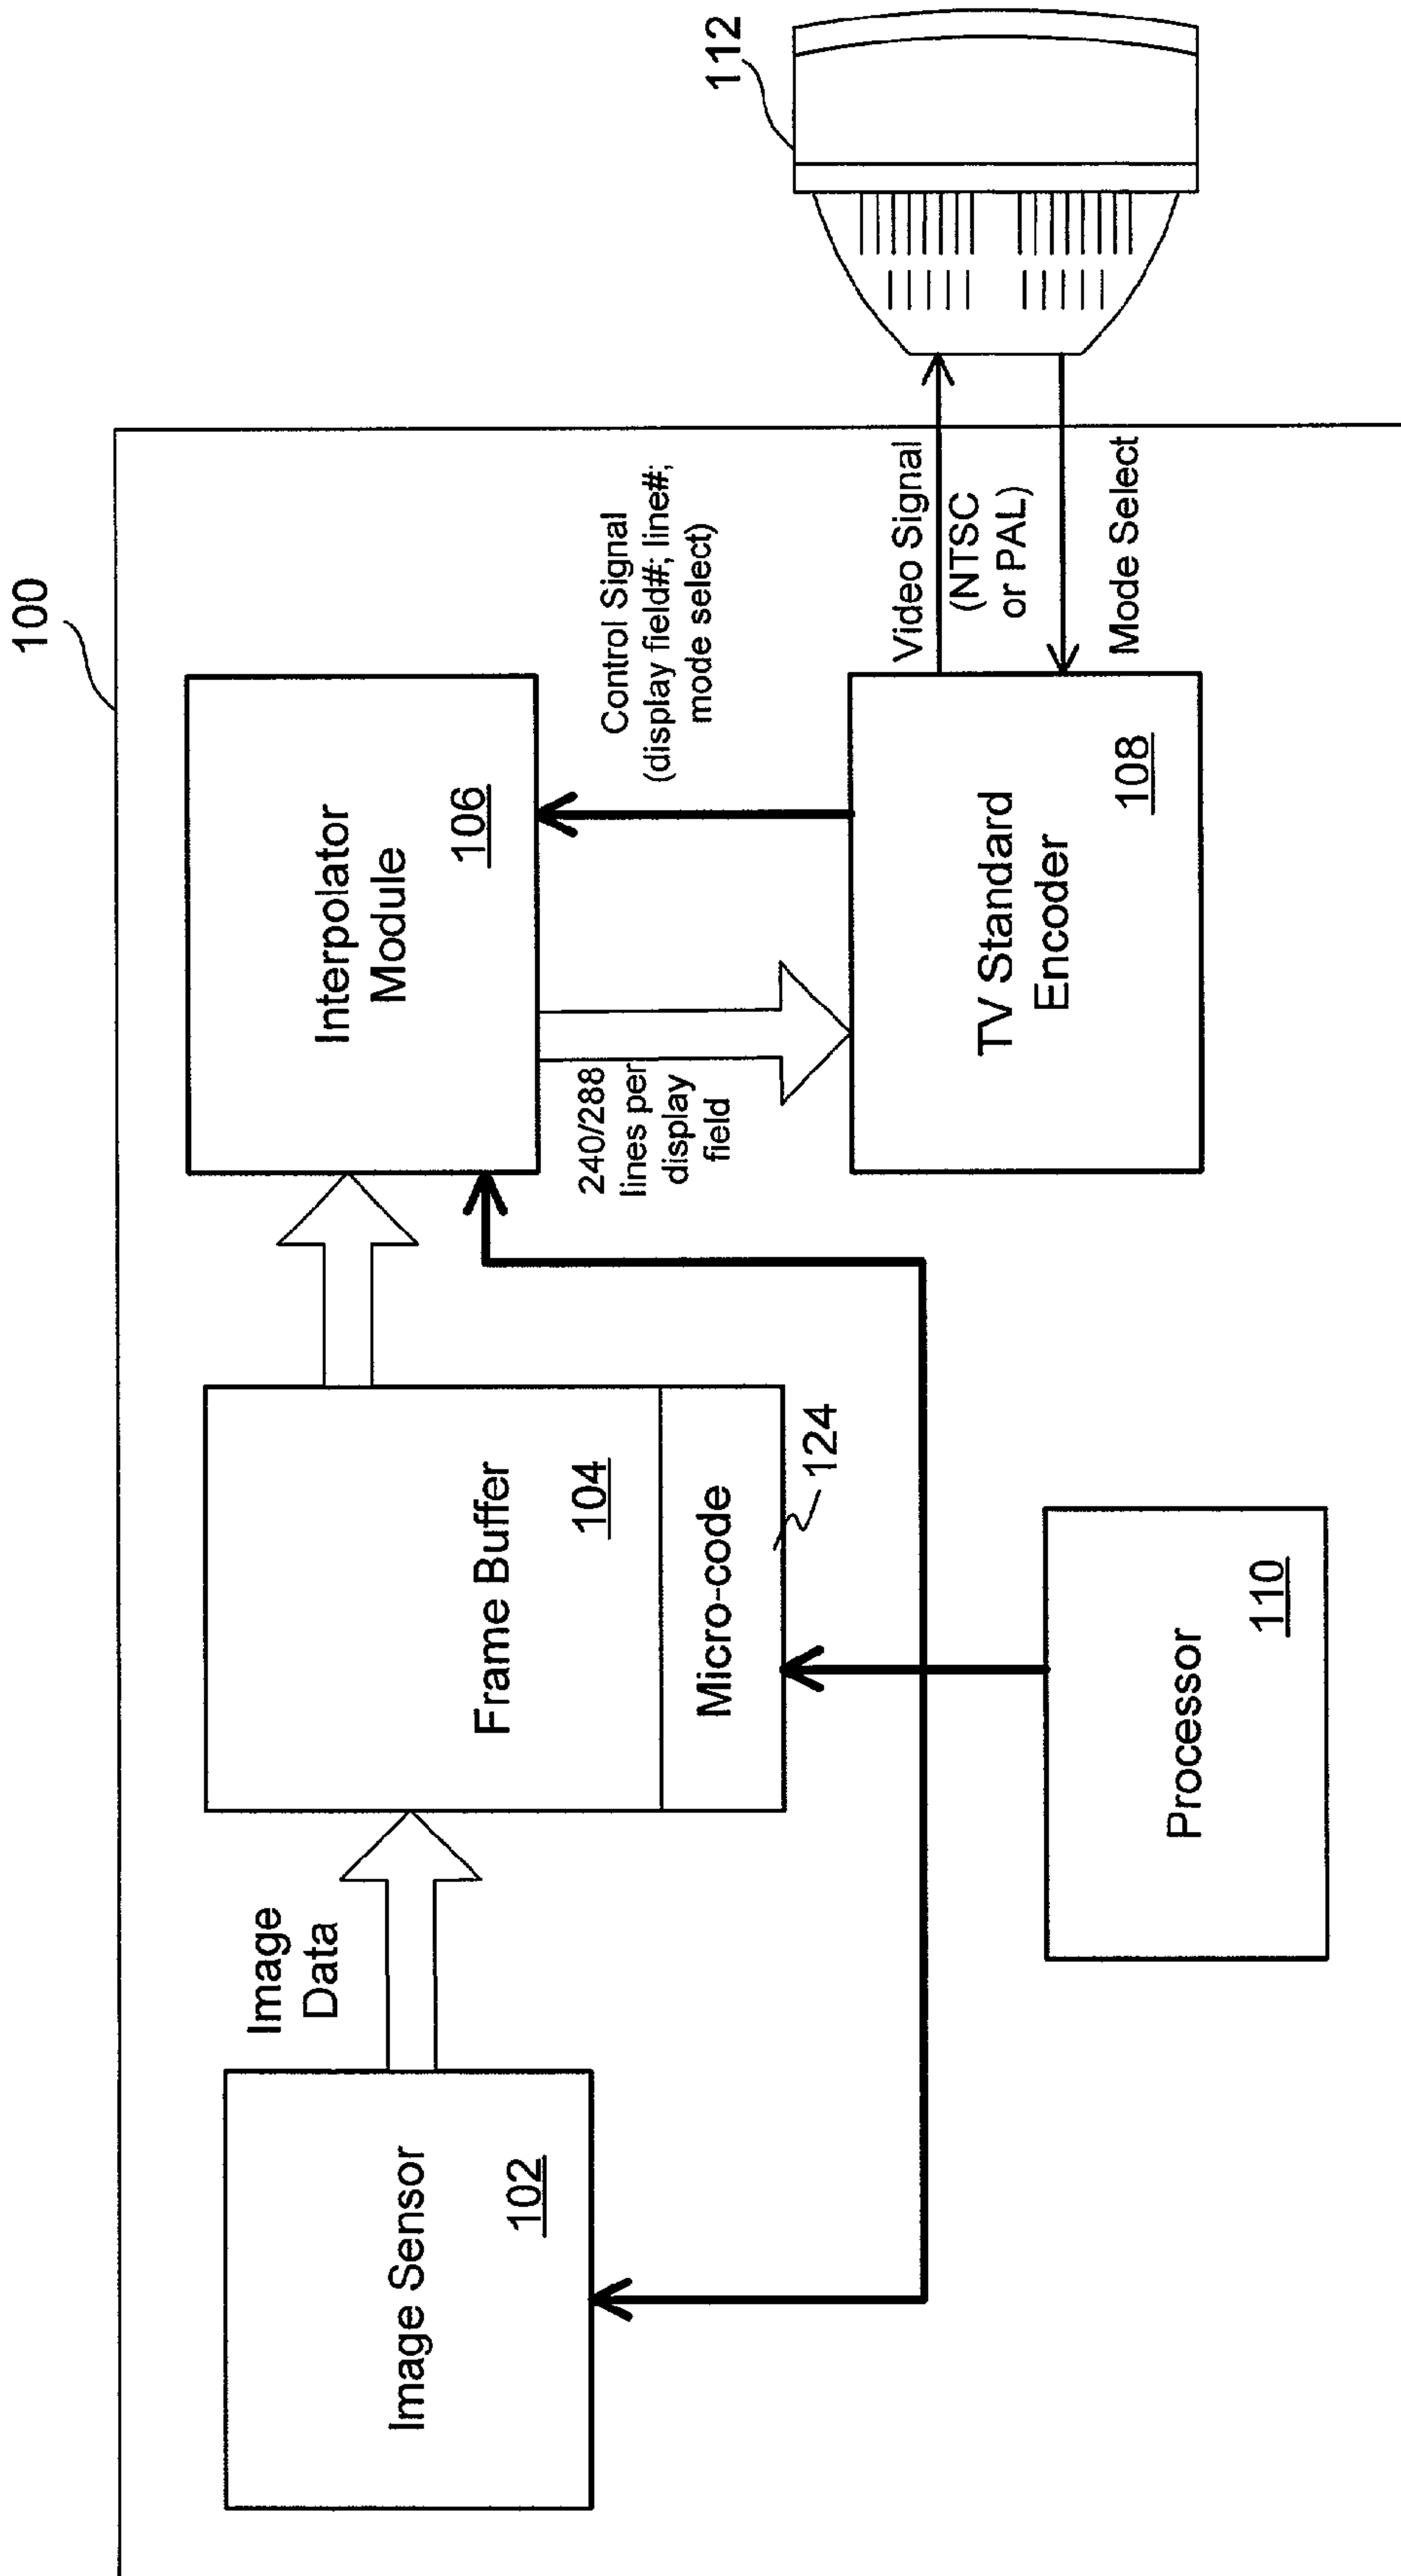 100
112
Image
Data
Image Sensor
102
Frame Buffer
104
Micro-code
124
Interpolator
Module
106
240/288
lines per
display
field
Control Signal
(display field#; line#;
mode select)
TV Standard
Encoder
108
Video Signal
(NTSC
or PAL)
Mode Select
Processor
110